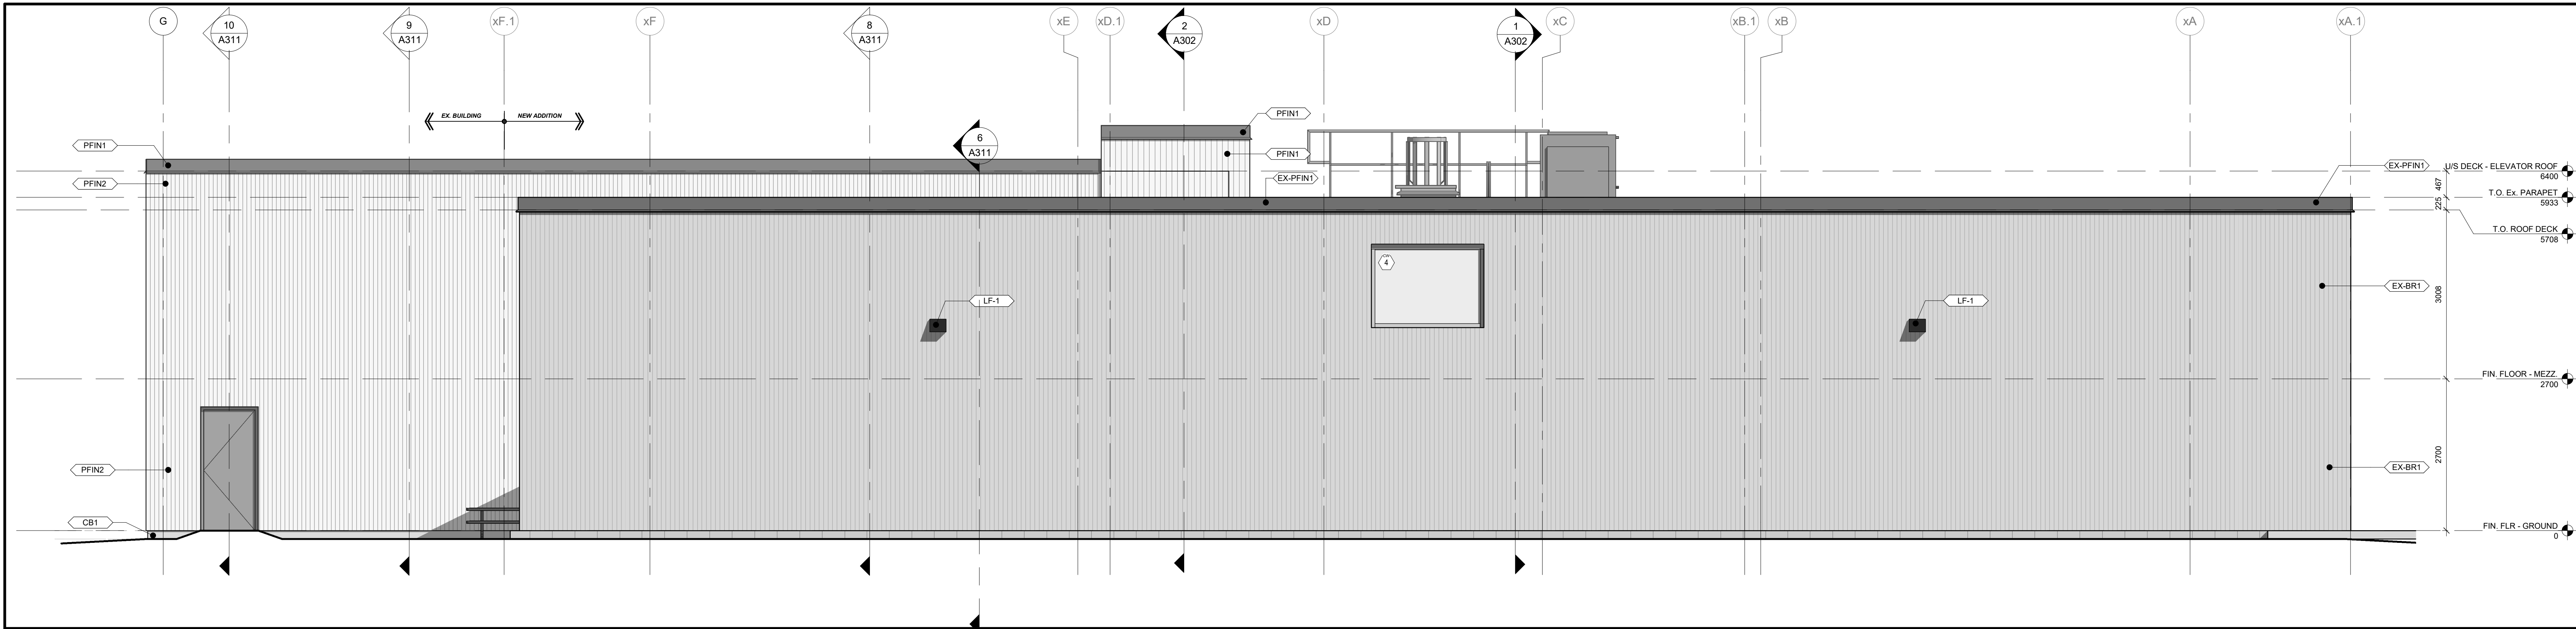 G
10
A311
9
A311
xF.1
xF
8
A311
xE
xD.1
2
A302
xD
1
A302
xC
xB.1
xB
xA
xA.1
EX. BUILDING
NEW ADDITION
6
A311
PFIN1
PFIN1
PFIN1
PFIN2
EX-PFIN1
EX-PFIN1
U/S DECK - ELEVATOR ROOF
6400
467
T.O. Ex. PARAPET
5933
225
T.O. ROOF DECK
5708
4
LF-1
LF-1
EX-BR1
3008
FIN. FLOOR - MEZZ.
2700
PFIN2
EX-BR1
2700
CB1
FIN. FLR - GROUND
0